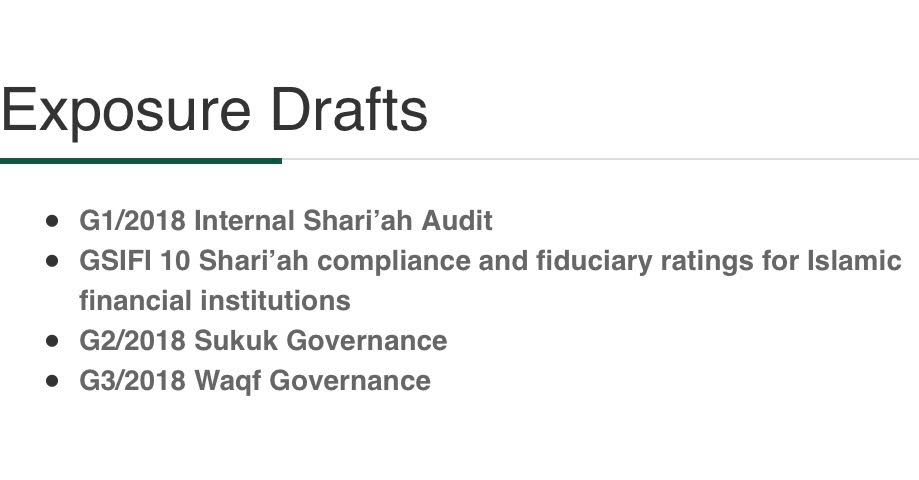 Exposure Drafts
• G1/2018 Internal Shari’ah Audit
• GSIFI 10 Shari’ah compliance and fiduciary ratings for Islamic
financial institutions
• G2/2018 Sukuk Governance
• G3/2018 Waqf Governance